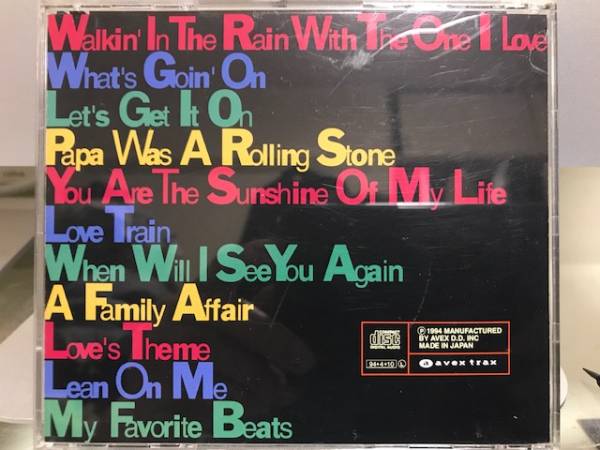 Walkin' In The Rain With The One I Love
What's Goin' On
Let's Get It On
Papa Was A Rolling Stone
You Are The Sunshine Of My Life
Love Train
When Will I See You Again
A Family Affair
Love's Theme
Lean On Me
My Favorite Beats
COMPACT
disc
DIGITAL AUDIO
Ⓟ 1994 MANUFACTURED
BY AVEX D.D. INC
MADE IN JAPAN
94•4•10 Ⓛ
a avex trax